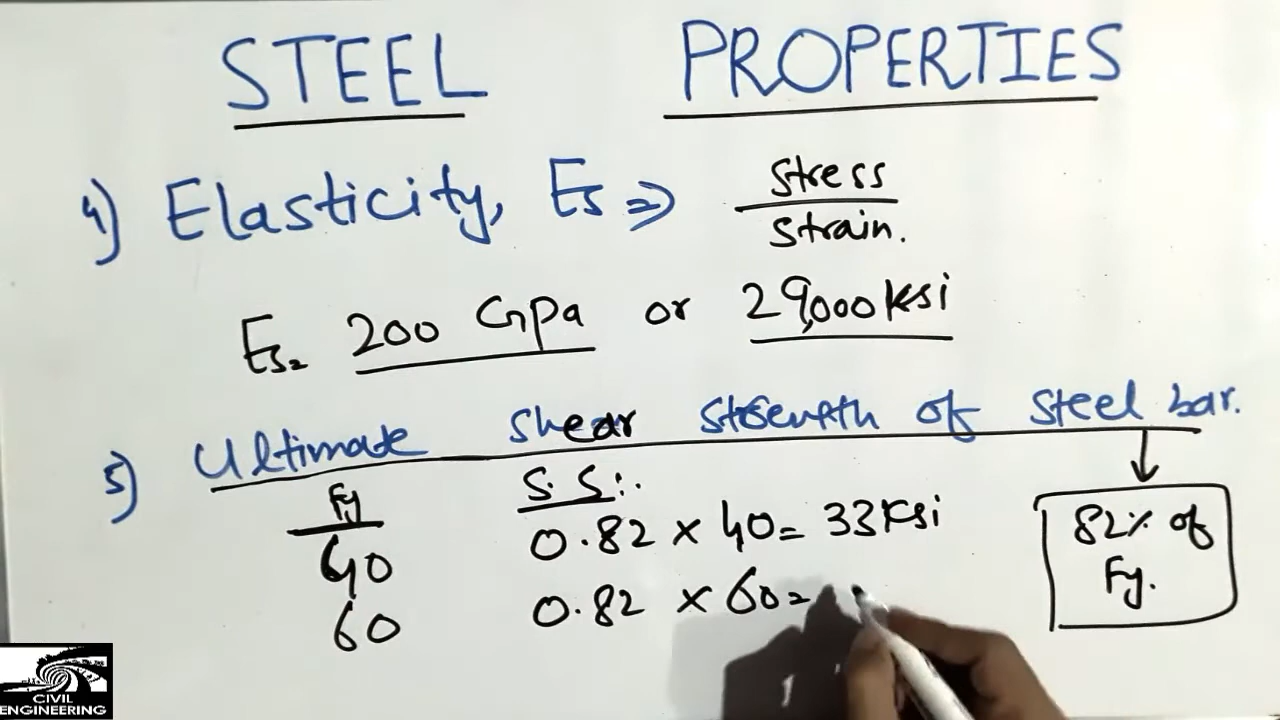 STEEL PROPERTIES
4) Elasticity, Es => Stress
Strain.
Es = 200 GPa or 29,000 ksi
5) Ultimate shear strength of steel bar.
Fy S.S:.
40 0.82 x 40 = 33 Ksi
60 0.82 x 60 =
82% of
Fy.
CIVIL
ENGINEERING